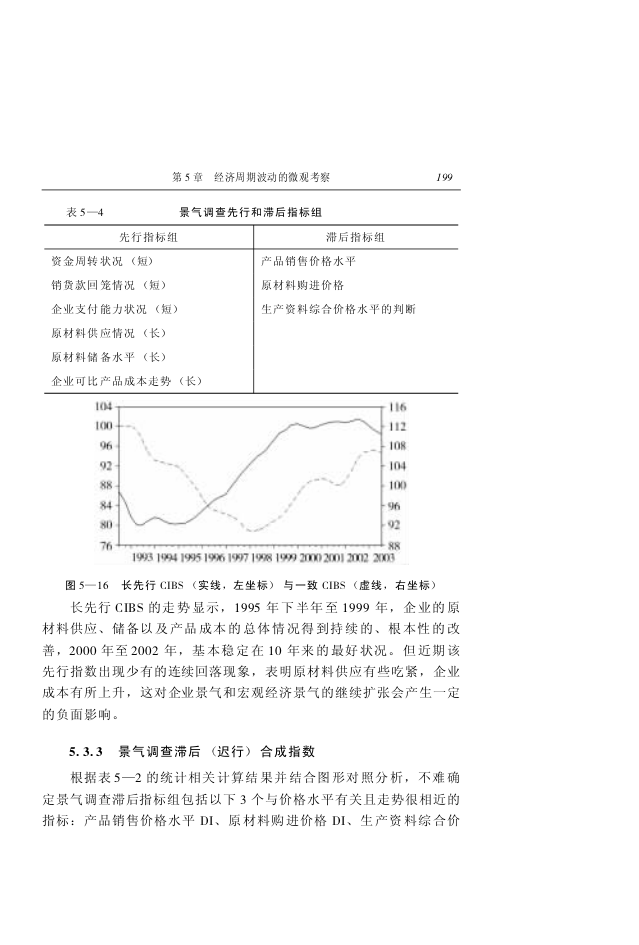 第 5 章 经济周期波动的微观考察 199
表 5—4 景气调查先行和滞后指标组
先行指标组 滞后指标组
资金周转状况（短） 产品销售价格水平
销货款回笼情况（短） 原材料购进价格
企业支付能力状况（短） 生产资料综合价格水平的判断
原材料供应情况（长）
原材料储备水平（长）
企业可比产品成本走势（长）
104 116
100 112
96 108
92 104
88 100
84 96
80 92
76 88
1993 1994 1995 1996 1997 1998 1999 2000 2001 2002 2003
图 5—16 长先行 CIBS（实线，左坐标）与一致 CIBS（虚线，右坐标）
长先行 CIBS 的走势显示，1995 年下半年至 1999 年，企业的原
材料供应、储备以及产品成本的总体情况得到持续的、根本性的改
善，2000 年至 2002 年，基本稳定在 10 年来的最好状况。但近期该
先行指数出现少有的连续回落现象，表明原材料供应有些吃紧，企业
成本有所上升，这对企业景气和宏观经济景气的继续扩张会产生一定
的负面影响。
5.3.3 景气调查滞后（迟行）合成指数
根据表 5—2 的统计相关计算结果并结合图形对照分析，不难确
定景气调查滞后指标组包括以下 3 个与价格水平有关且走势很相近的
指标：产品销售价格水平 DI、原材料购进价格 DI、生产资料综合价